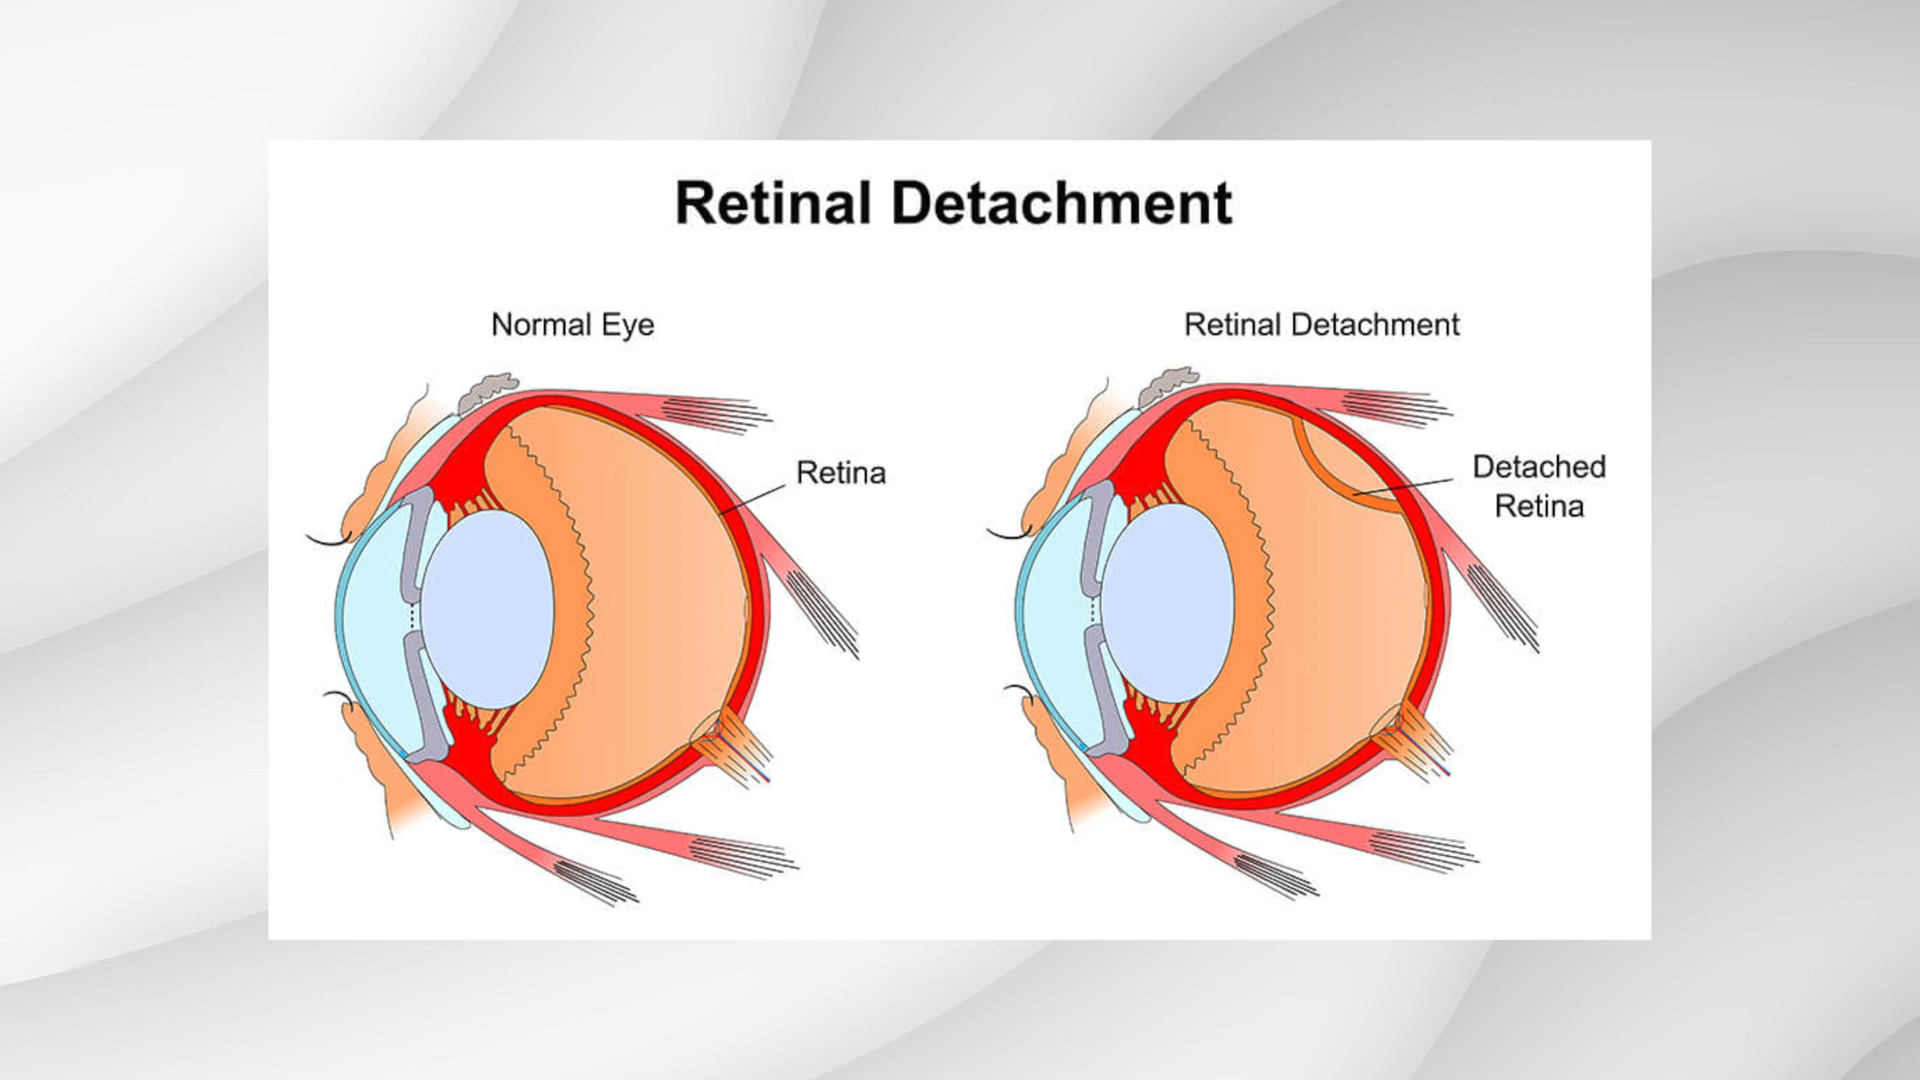 Retinal Detachment
Normal Eye
Retinal Detachment
Retina
Detached
Retina